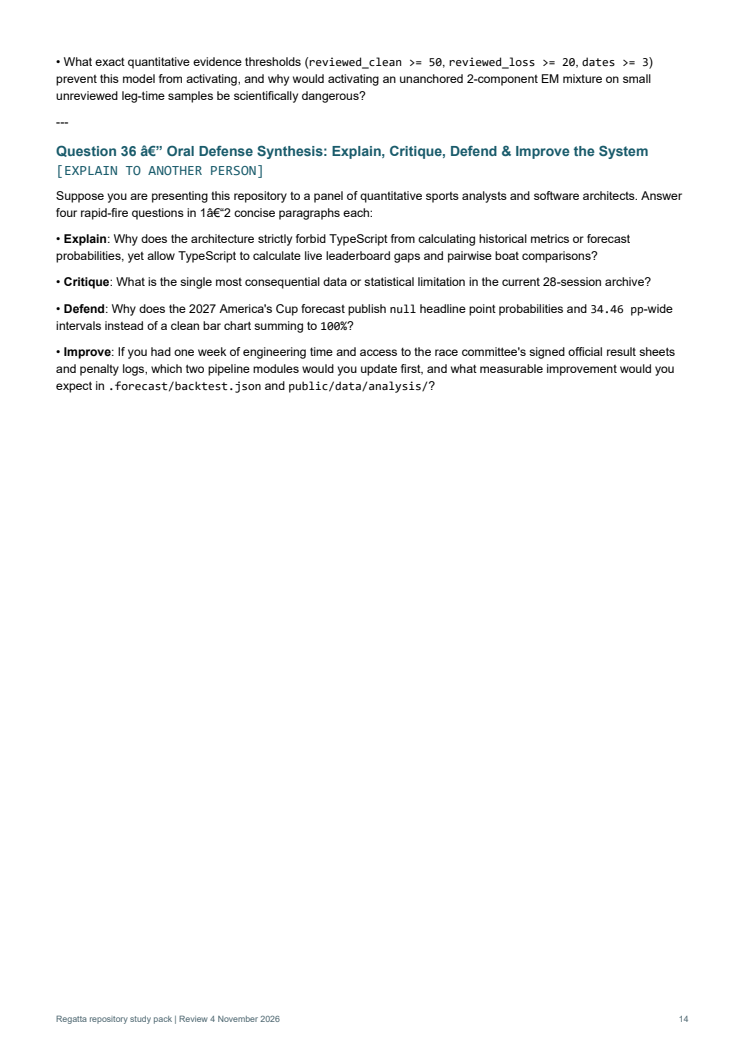 • What exact quantitative evidence thresholds (reviewed_clean >= 50, reviewed_loss >= 20, dates >= 3)
prevent this model from activating, and why would activating an unanchored 2-component EM mixture on small
unreviewed leg-time samples be scientifically dangerous?
---
Question 36 â€” Oral Defense Synthesis: Explain, Critique, Defend & Improve the System
[EXPLAIN TO ANOTHER PERSON]
Suppose you are presenting this repository to a panel of quantitative sports analysts and software architects. Answer
four rapid-fire questions in 1â€“2 concise paragraphs each:
• Explain: Why does the architecture strictly forbid TypeScript from calculating historical metrics or forecast
probabilities, yet allow TypeScript to calculate live leaderboard gaps and pairwise boat comparisons?
• Critique: What is the single most consequential data or statistical limitation in the current 28-session archive?
• Defend: Why does the 2027 America's Cup forecast publish null headline point probabilities and 34.46 pp-wide
intervals instead of a clean bar chart summing to 100%?
• Improve: If you had one week of engineering time and access to the race committee's signed official result sheets
and penalty logs, which two pipeline modules would you update first, and what measurable improvement would you
expect in .forecast/backtest.json and public/data/analysis/?
Regatta repository study pack | Review 4 November 2026
14